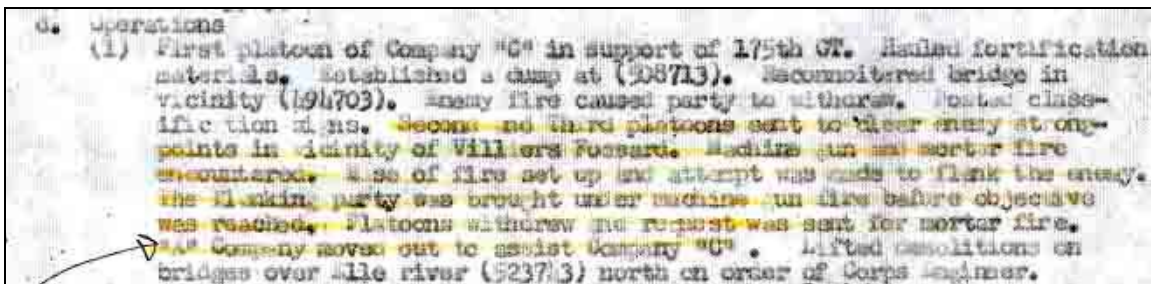 d. Operations
(1) First platoon of Company "C" in support of 175th CT. Hauled fortification
materials. Established a dump at (508713). Reconnoitered bridge in
vicinity (494703). Enemy fire caused party to withdraw. Posted class-
ific tion signs. Second and Third platoons sent to clear enemy strong-
points in vicinity of Villiers Fossard. Machine gun and mortar fire
encountered. Base of fire set up and attempt was made to flank the enemy.
The flanking party was brought under machine gun fire before objective
was reached. Platoons withdrew and request was sent for mortar fire.
"A" Company moved out to assist Company "C". Lifted demolitions on
bridges over Elle river (523743) north on order of Corps Engineer.